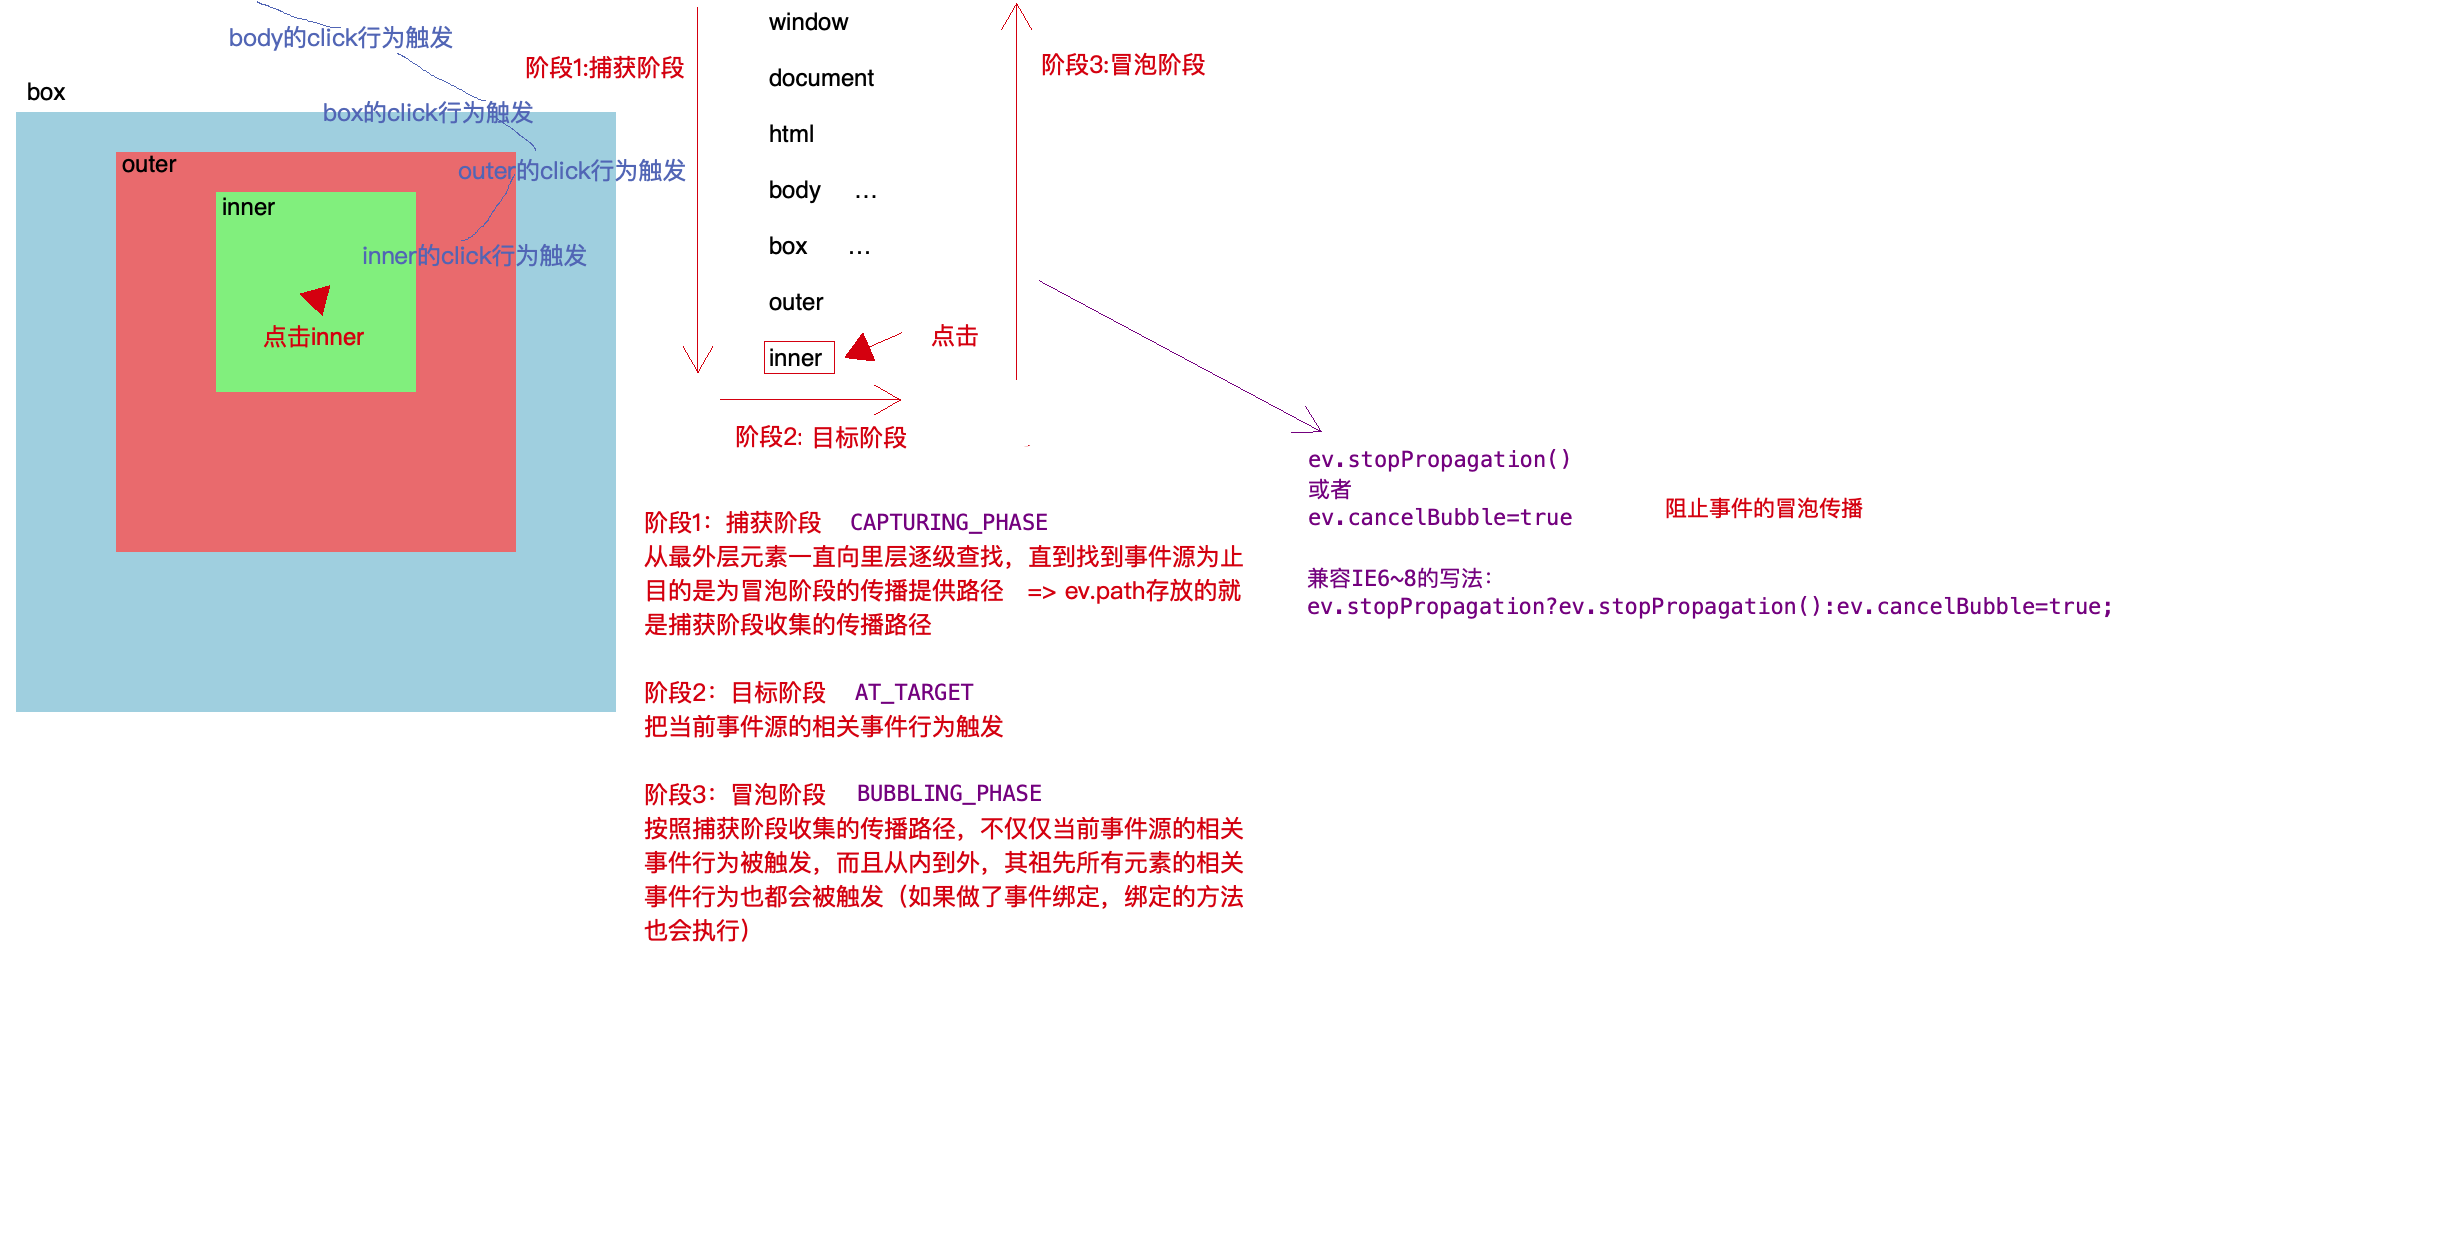 body的click行为触发
box
box的click行为触发
outer
outer的click行为触发
inner
inner的click行为触发
点击inner
阶段1:捕获阶段
window
document
html
body ...
box ...
outer
inner
点击
阶段2: 目标阶段
阶段3:冒泡阶段
ev.stopPropagation()
或者
ev.cancelBubble=true
阻止事件的冒泡传播
兼容IE6~8的写法：
ev.stopPropagation?ev.stopPropagation():ev.cancelBubble=true;
阶段1：捕获阶段 CAPTURING_PHASE
从最外层元素一直向里层逐级查找，直到找到事件源为止
目的是为冒泡阶段的传播提供路径 => ev.path存放的就
是捕获阶段收集的传播路径
阶段2：目标阶段 AT_TARGET
把当前事件源的相关事件行为触发
阶段3：冒泡阶段 BUBBLING_PHASE
按照捕获阶段收集的传播路径，不仅仅当前事件源的相关
事件行为被触发，而且从内到外，其祖先所有元素的相关
事件行为也都会被触发（如果做了事件绑定，绑定的方法
也会执行）